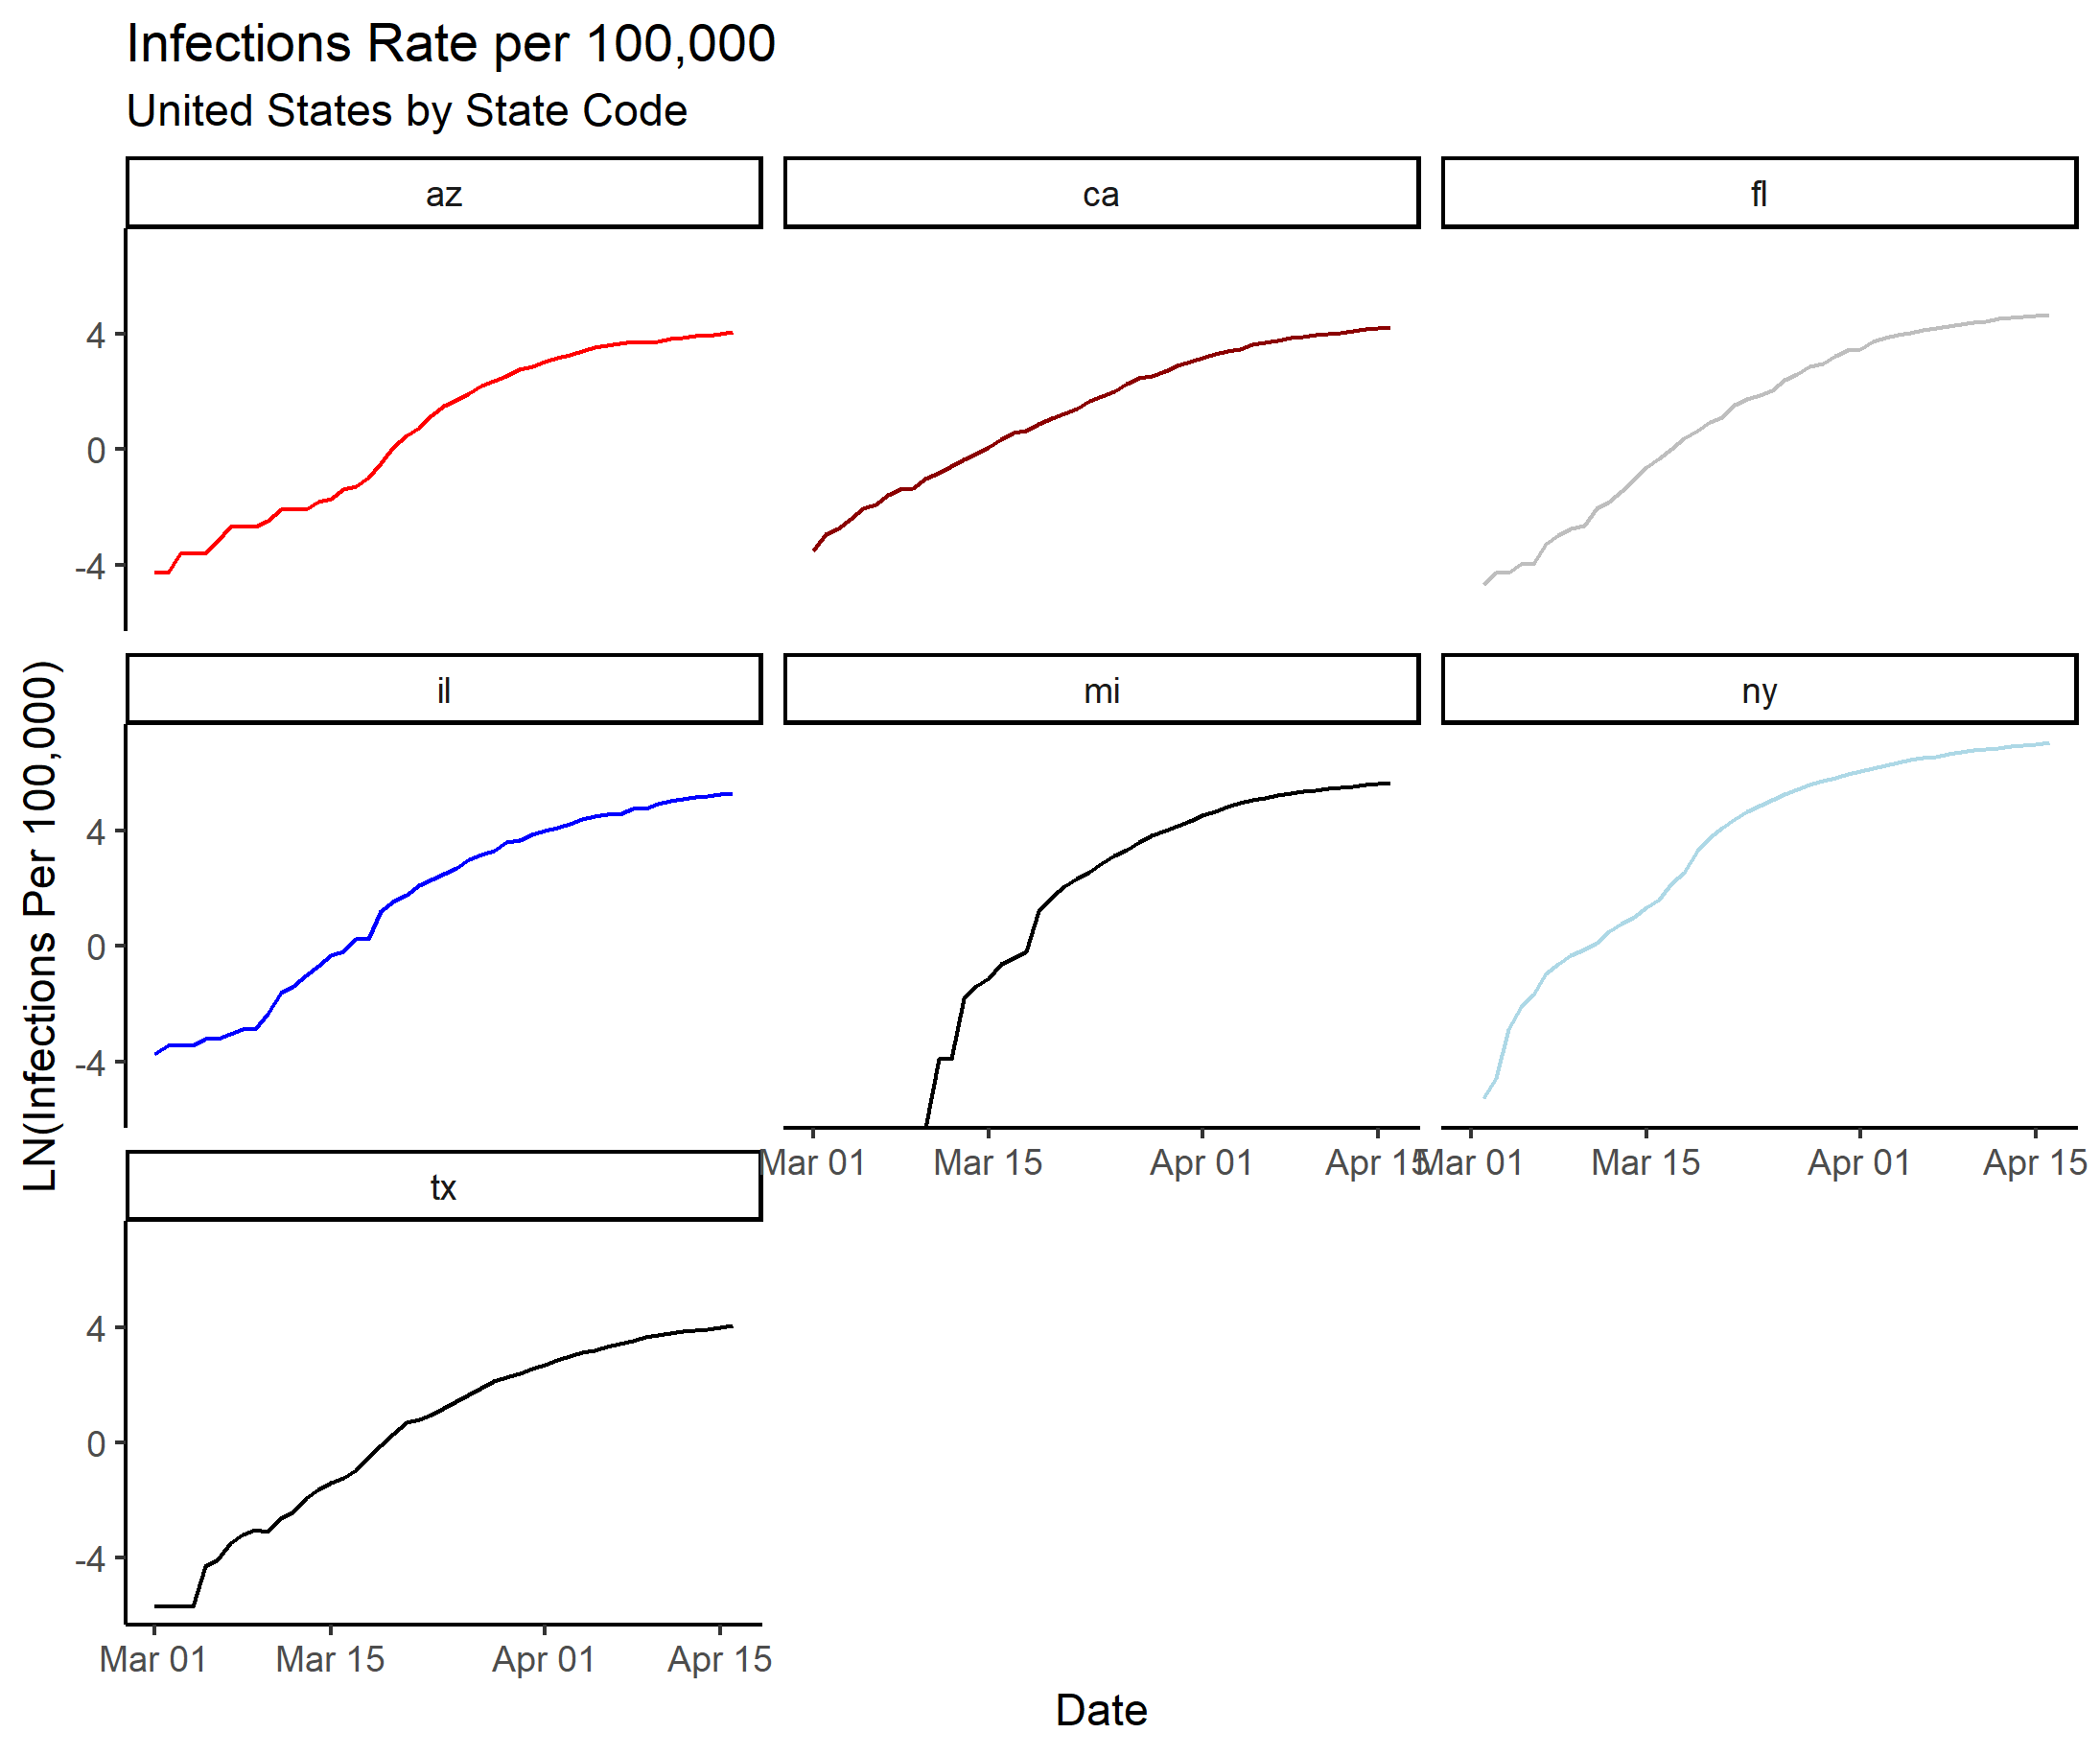 Infections Rate per 100,000
United States by State Code
az
ca
fl
4
0
-4
il
mi
ny
LN(Infections Per 100,000)
4
0
-4
Mar 01
Mar 15
Apr 01
Apr 15
Mar 01
Mar 15
Apr 01
Apr 15
tx
4
0
-4
Mar 01
Mar 15
Apr 01
Apr 15
Date